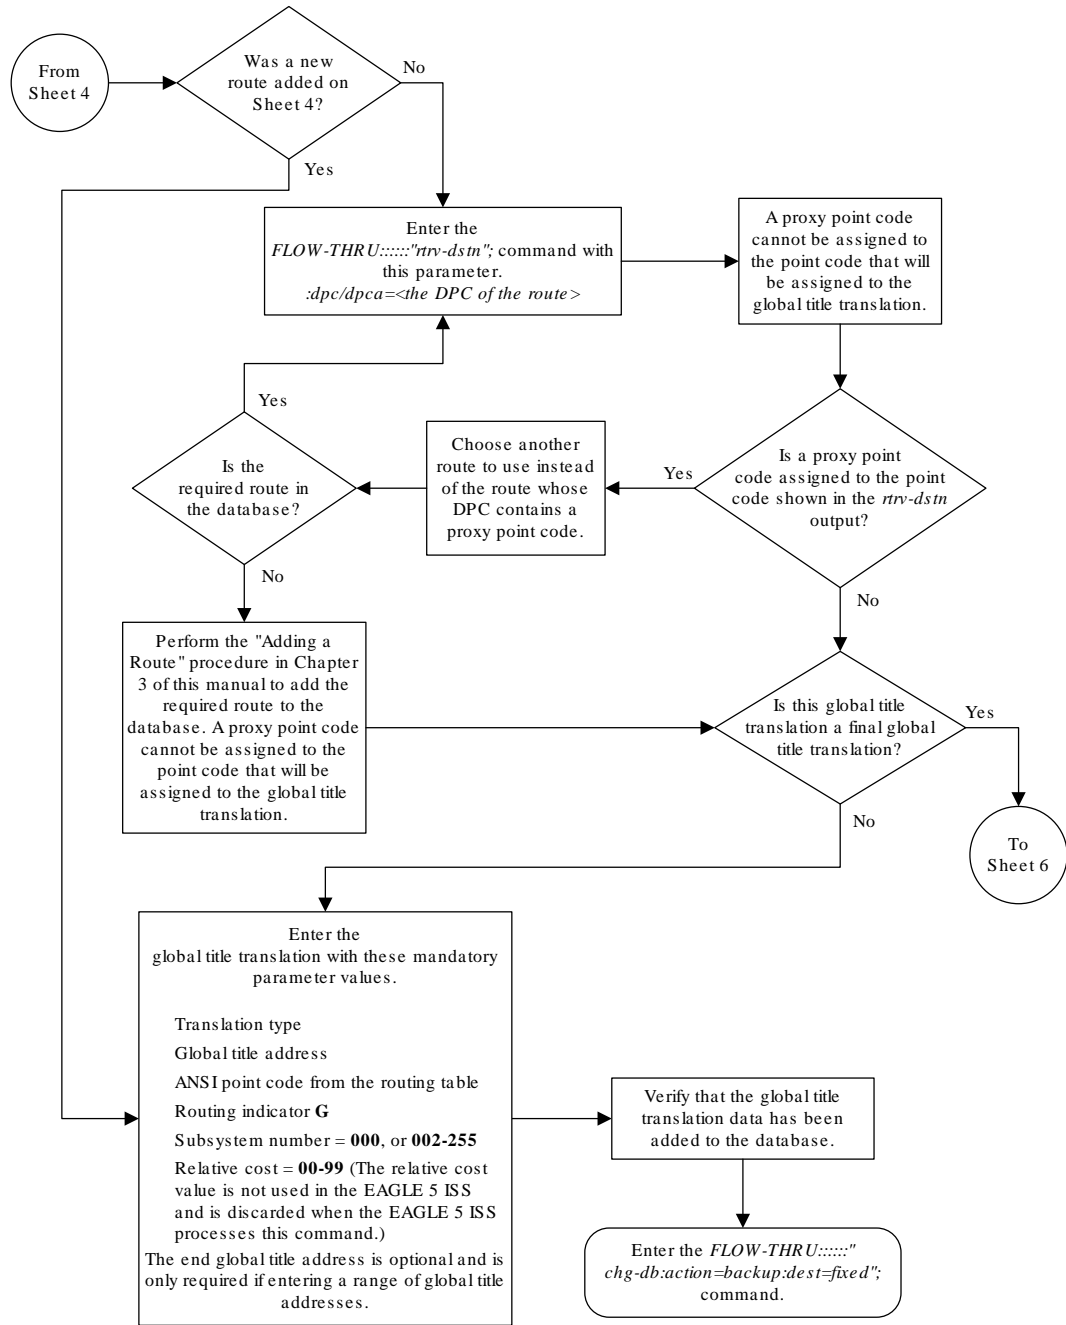 From
Sheet 4
Was a new
route added on
Sheet 4?
No
Yes
Enter the
FLOW-THRU::::::"rtrv-dstn"; command with
this parameter.
:dpc/dpca=<the DPC of the route>
A proxy point code
cannot be assigned to
the point code that will
be assigned to the
global title translation.
Is a proxy point
code assigned to the point
code shown in the rtrv-dstn
output?
Yes
No
Choose another
route to use instead
of the route whose
DPC contains a
proxy point code.
Is the
required route in
the database?
Yes
No
Perform the "Adding a
Route" procedure in Chapter
3 of this manual to add the
required route to the
database. A proxy point code
cannot be assigned to the
point code that will be
assigned to the global title
translation.
Is this global title
translation a final global
title translation?
Yes
No
To
Sheet 6
Enter the
global title translation with these mandatory
parameter values.
Translation type
Global title address
ANSI point code from the routing table
Routing indicator G
Subsystem number = 000, or 002-255
Relative cost = 00-99 (The relative cost
value is not used in the EAGLE 5 ISS
and is discarded when the EAGLE 5 ISS
processes this command.)
The end global title address is optional and is
only required if entering a range of global title
addresses.
Verify that the global title
translation data has been
added to the database.
Enter the FLOW-THRU::::::"
chg-db:action=backup:dest=fixed";
command.